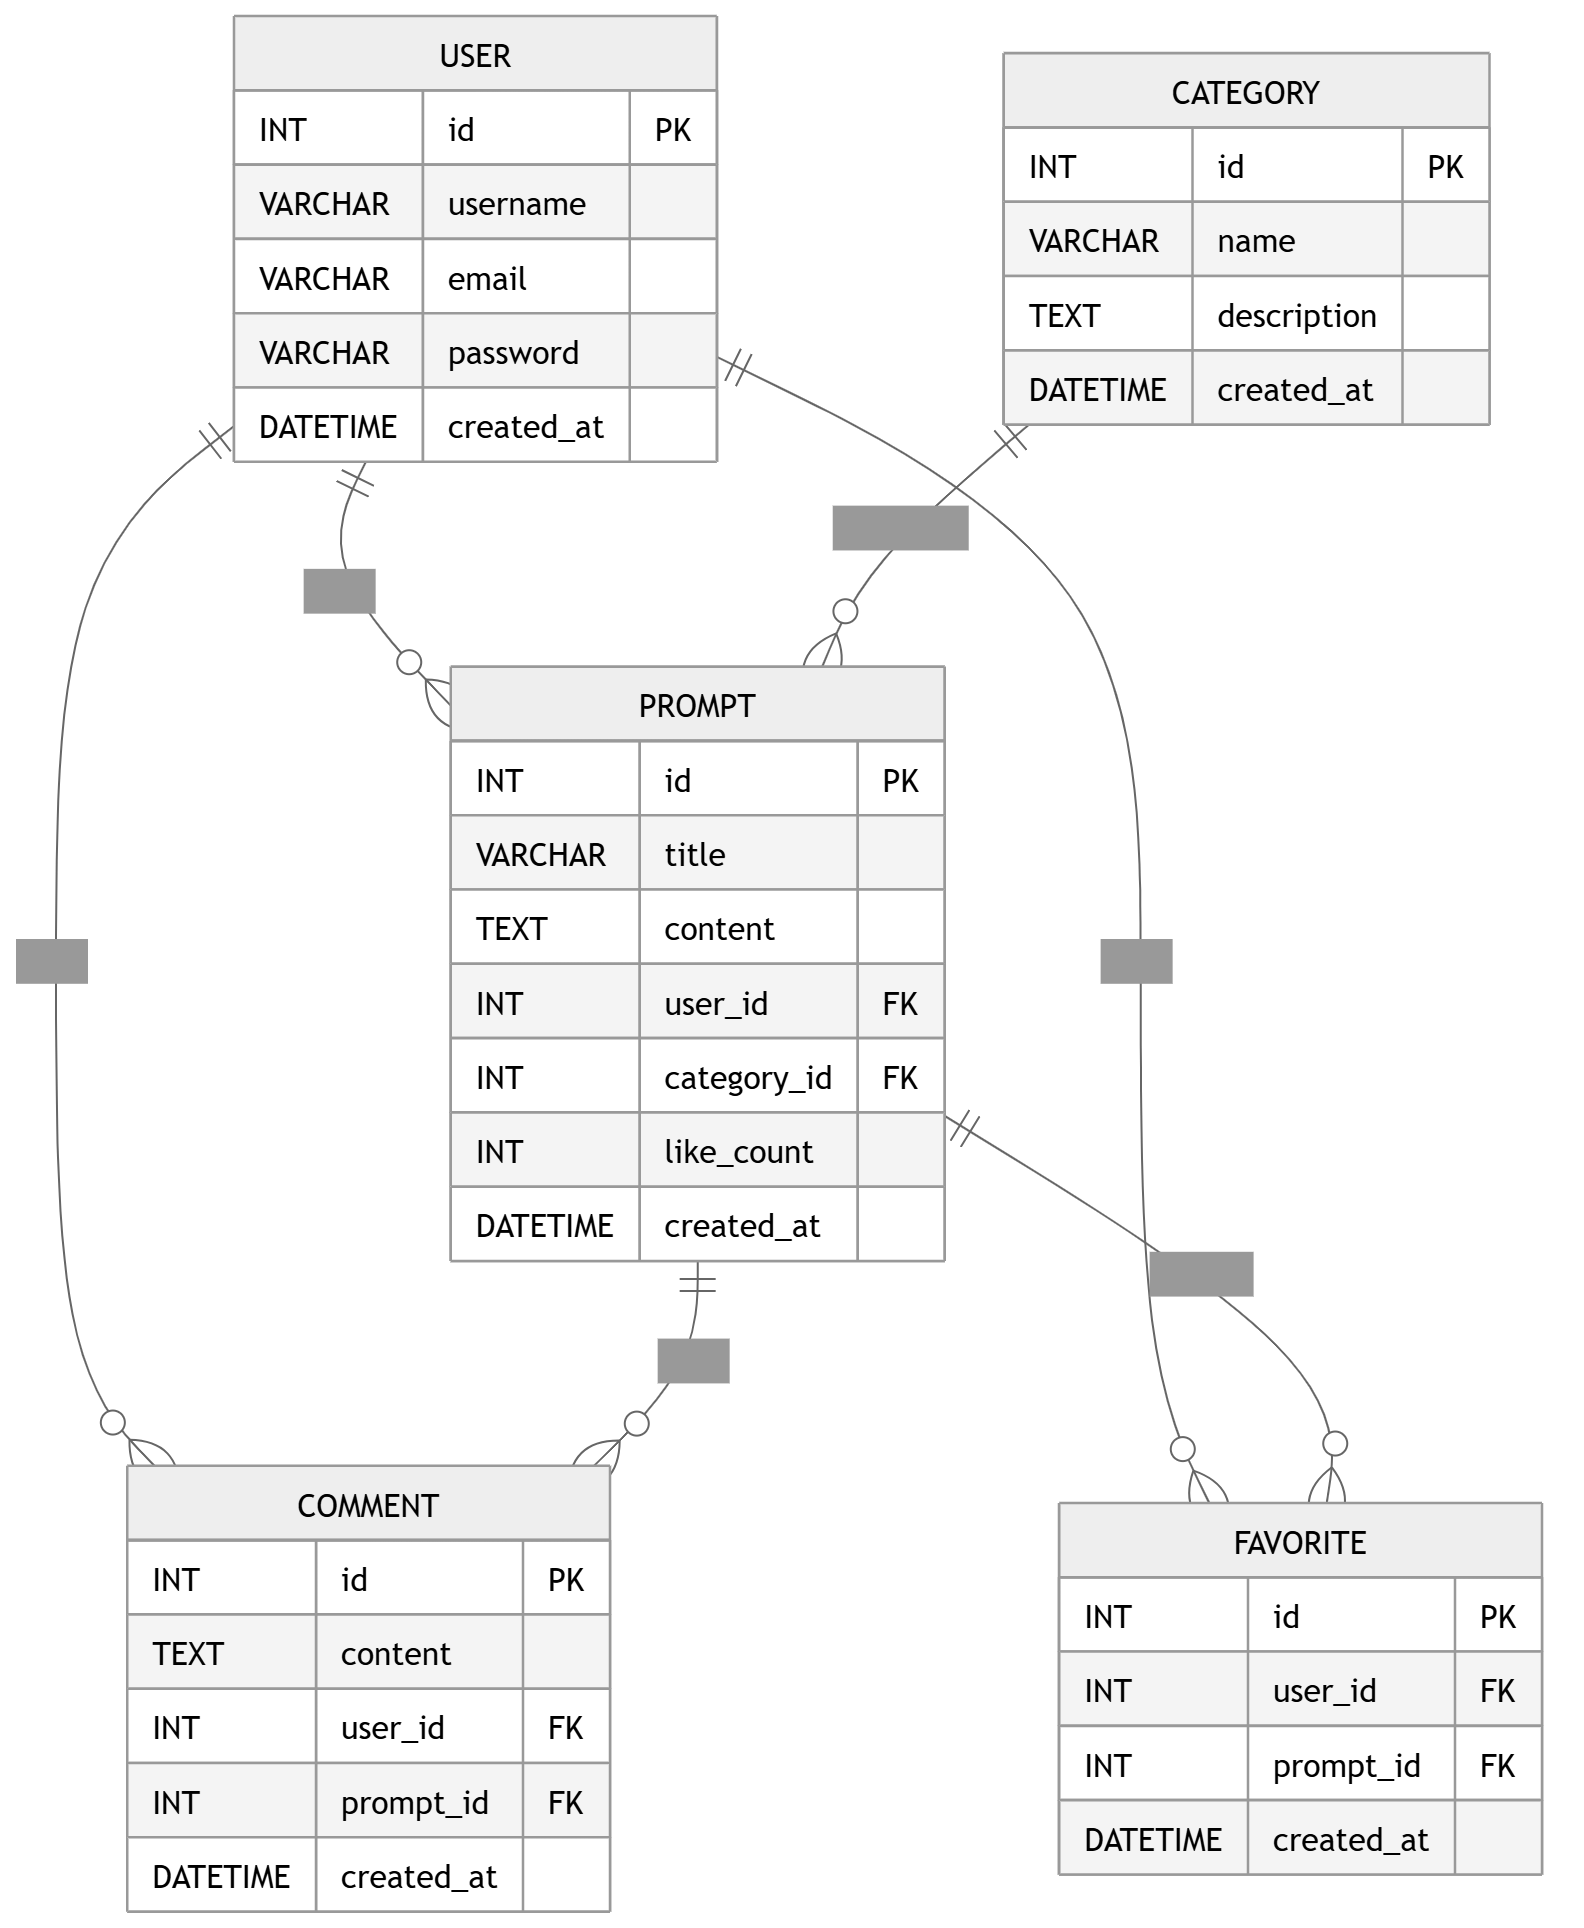 USER
INT id PK
VARCHAR username
VARCHAR email
VARCHAR password
DATETIME created_at
CATEGORY
INT id PK
VARCHAR name
TEXT description
DATETIME created_at
PROMPT
INT id PK
VARCHAR title
TEXT content
INT user_id FK
INT category_id FK
INT like_count
DATETIME created_at
COMMENT
INT id PK
TEXT content
INT user_id FK
INT prompt_id FK
DATETIME created_at
FAVORITE
INT id PK
INT user_id FK
INT prompt_id FK
DATETIME created_at